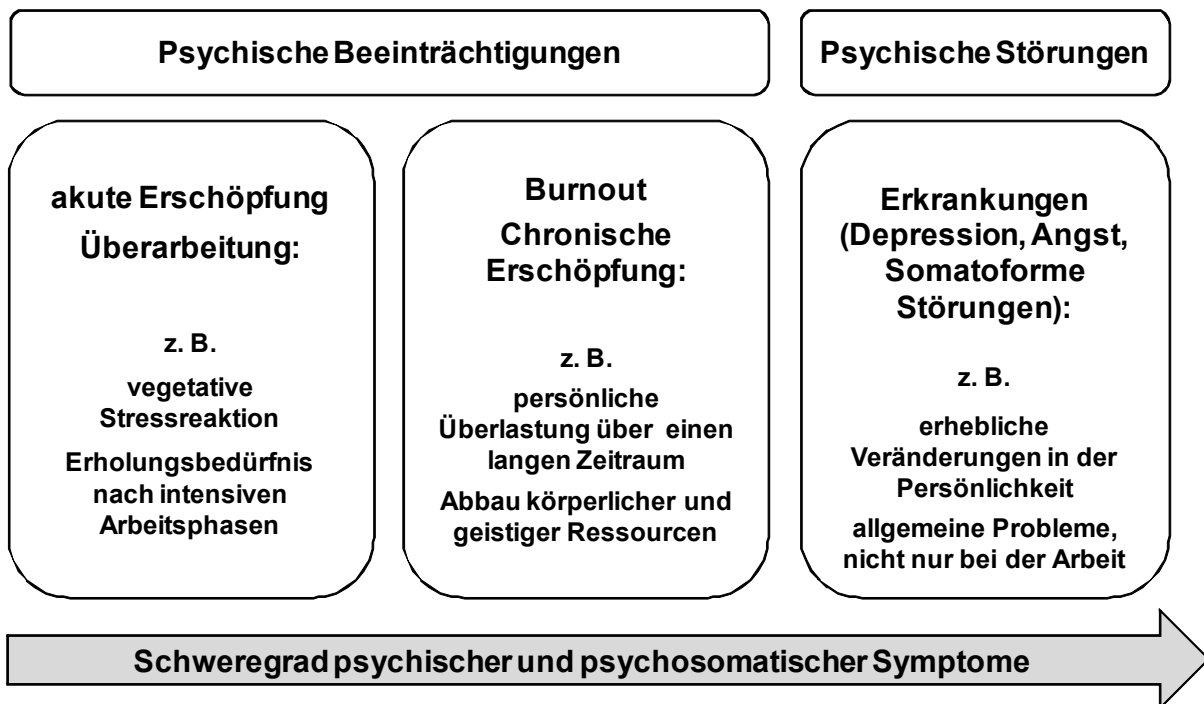 Psychische Beeinträchtigungen
Psychische Störungen
akute Erschöpfung
Überarbeitung:
z. B.
vegetative
Stressreaktion
Erholungsbedürfnis
nach intensiven
Arbeitsphasen
Burnout
Chronische
Erschöpfung:
z. B.
persönliche
Überlastung über einen
langen Zeitraum
Abbau körperlicher und
geistiger Ressourcen
Erkrankungen
(Depression, Angst,
Somatoforme
Störungen):
z. B.
erhebliche
Veränderungen in der
Persönlichkeit
allgemeine Probleme,
nicht nur bei der Arbeit
Schweregrad psychischer und psychosomatischer Symptome